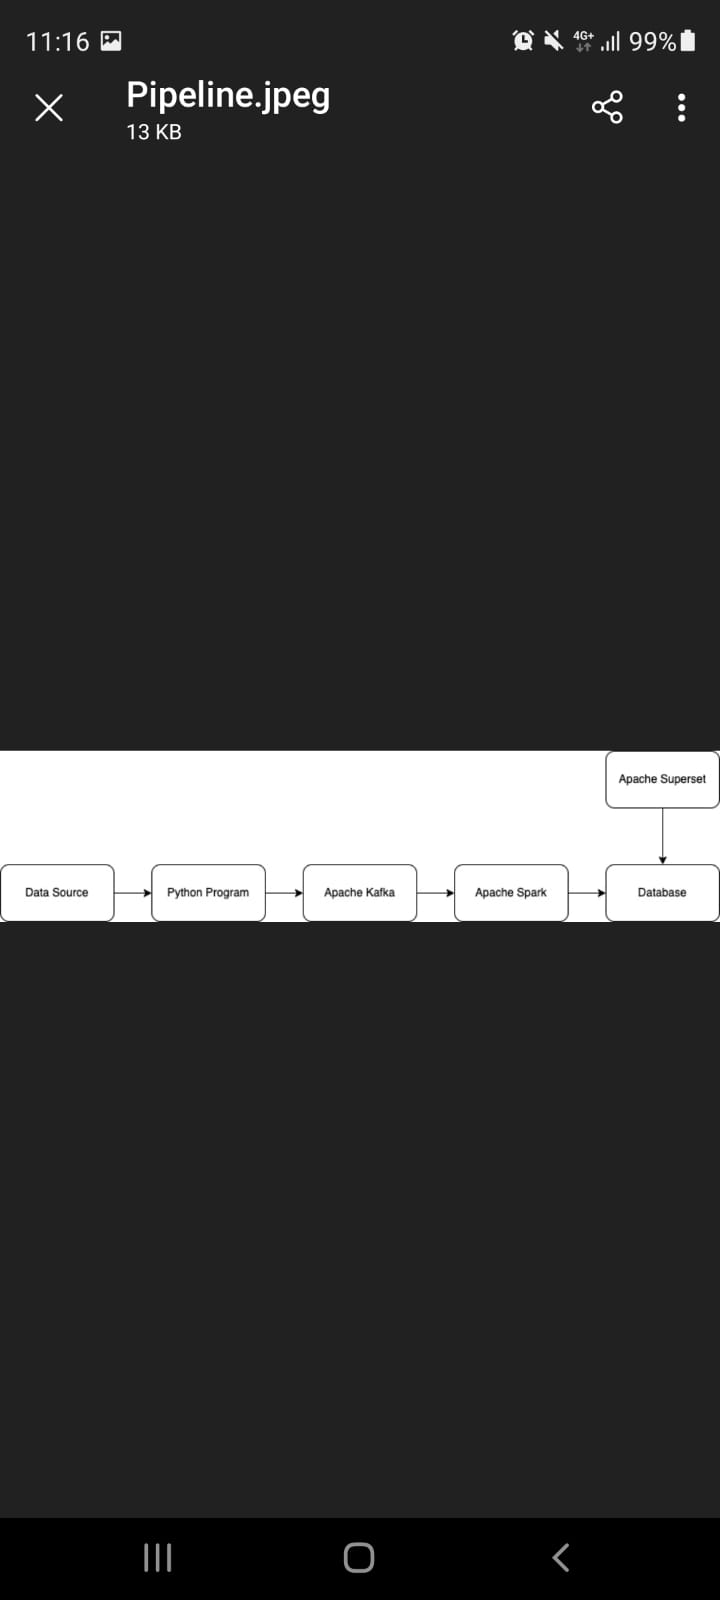 11:16
4G+
99%
Pipeline.jpeg
13 KB
Apache Superset
Data Source
Python Program
Apache Kafka
Apache Spark
Database